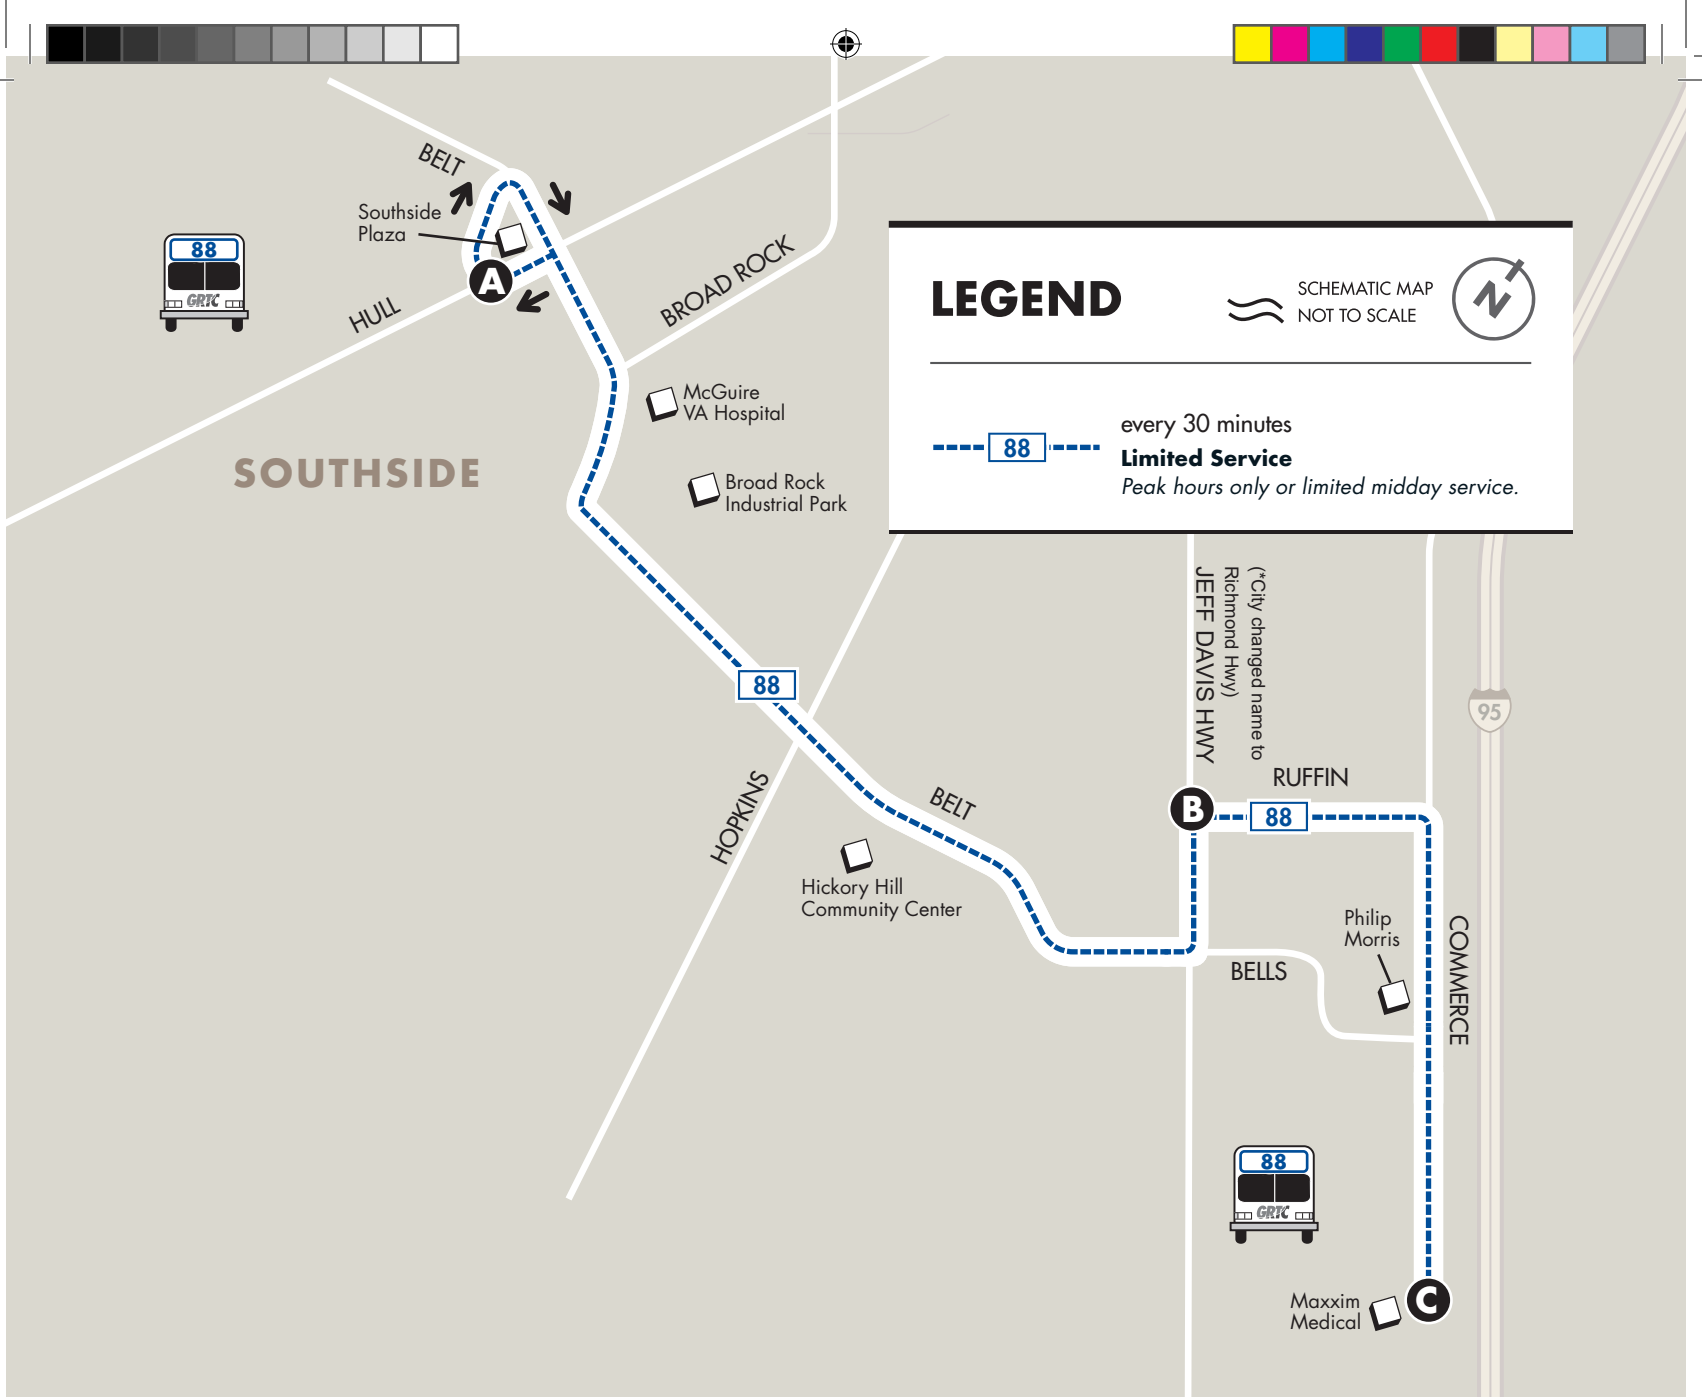 BELT
Southside
Plaza
88
GRTC
A
HULL
BROAD ROCK
LEGEND
SCHEMATIC MAP
NOT TO SCALE
N
88
every 30 minutes
Limited Service
Peak hours only or limited midday service.
McGuire
VA Hospital
SOUTHSIDE
Broad Rock
Industrial Park
(*City changed name to
Richmond Hwy)
JEFF DAVIS HWY
88
95
HOPKINS
BELT
RUFFIN
B
88
Hickory Hill
Community Center
Philip
Morris
COMMERCE
BELLS
88
GRTC
Maxxim
Medical
C